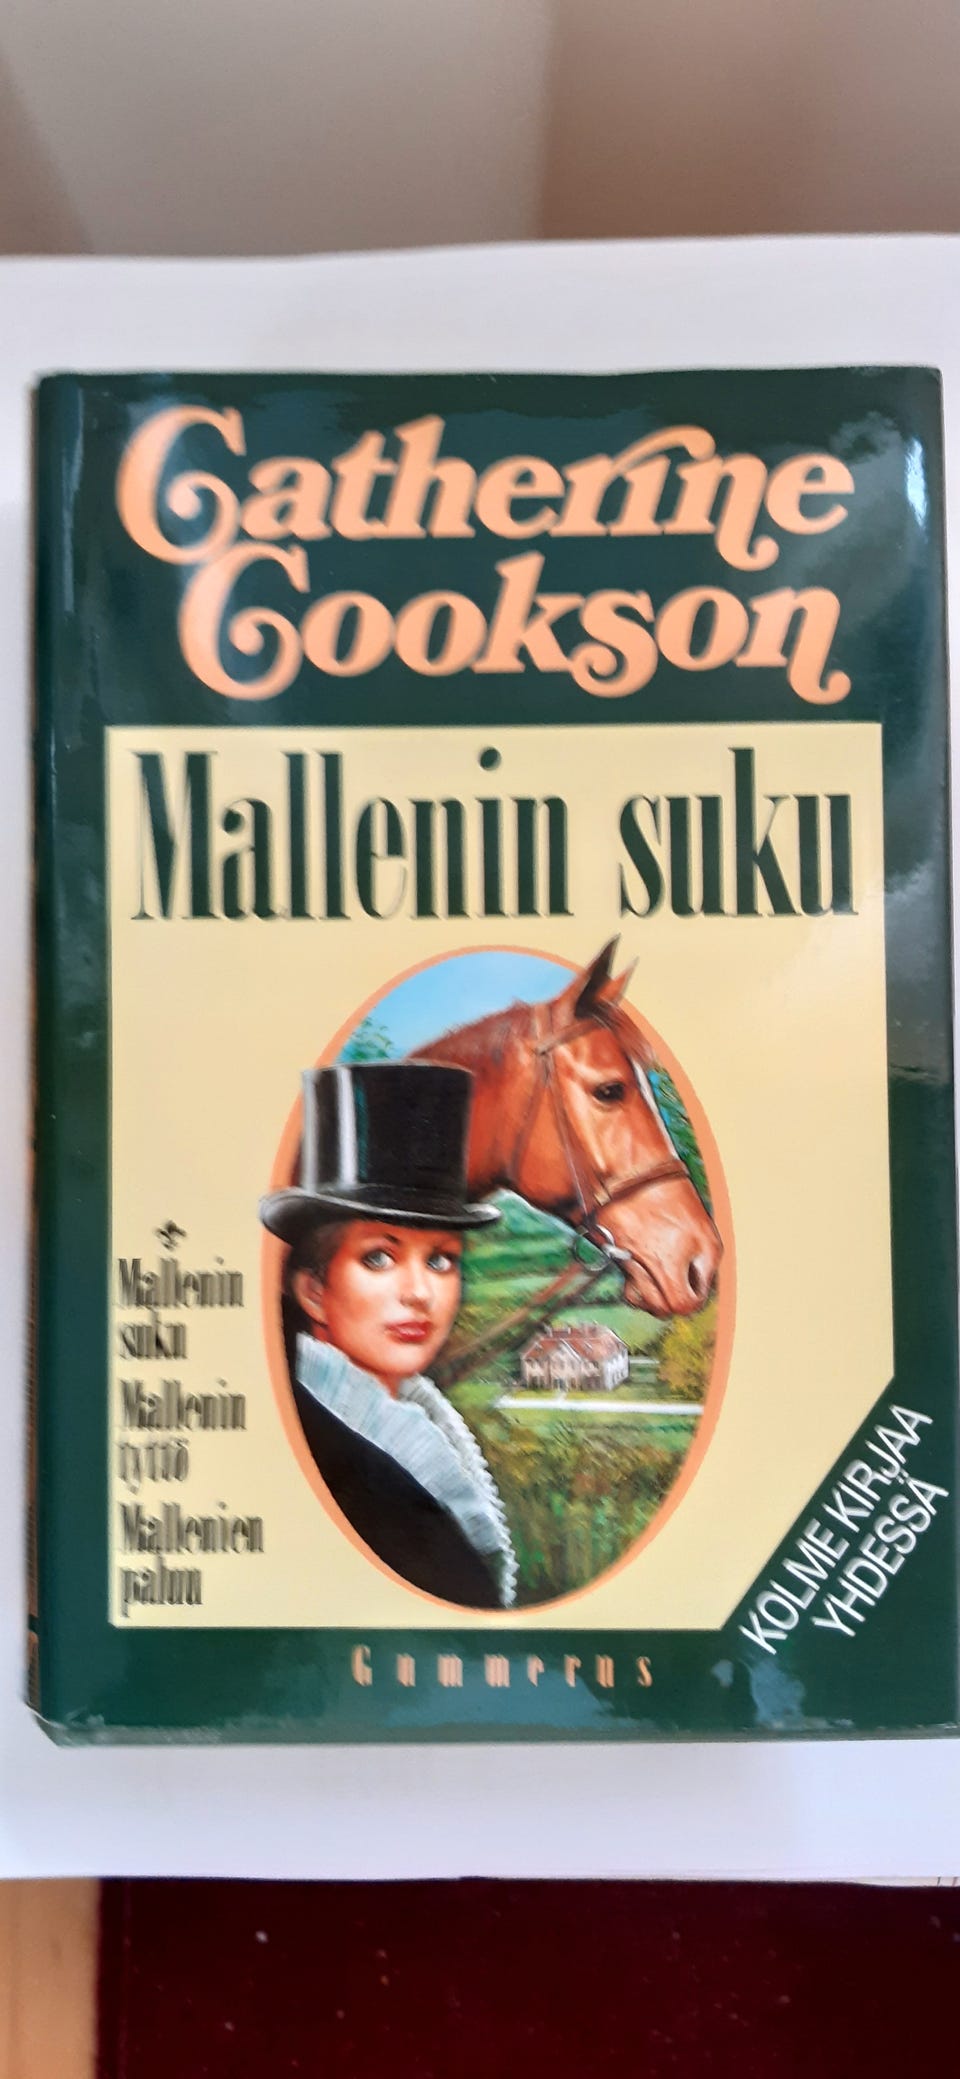 Catherine
Cookson
Mallenin suku
Mallenin
suku
Mallenin
tyttö
Mallenien
paluu
KOLME KIRJAA
YHDESSÄ
Gummerus